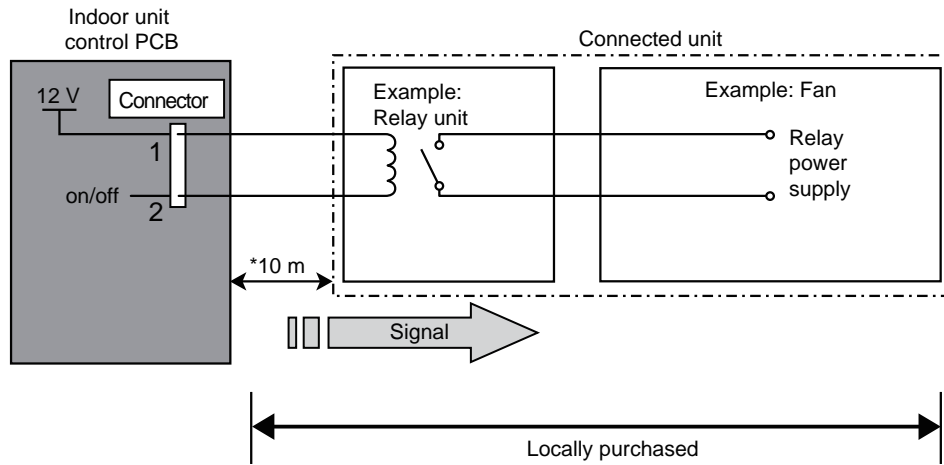 Indoor unit
control PCB
Connected unit
12 V
Connector
1
on/off
2
Example:
Relay unit
Example: Fan
Relay
power
supply
*10 m
Signal
Locally purchased